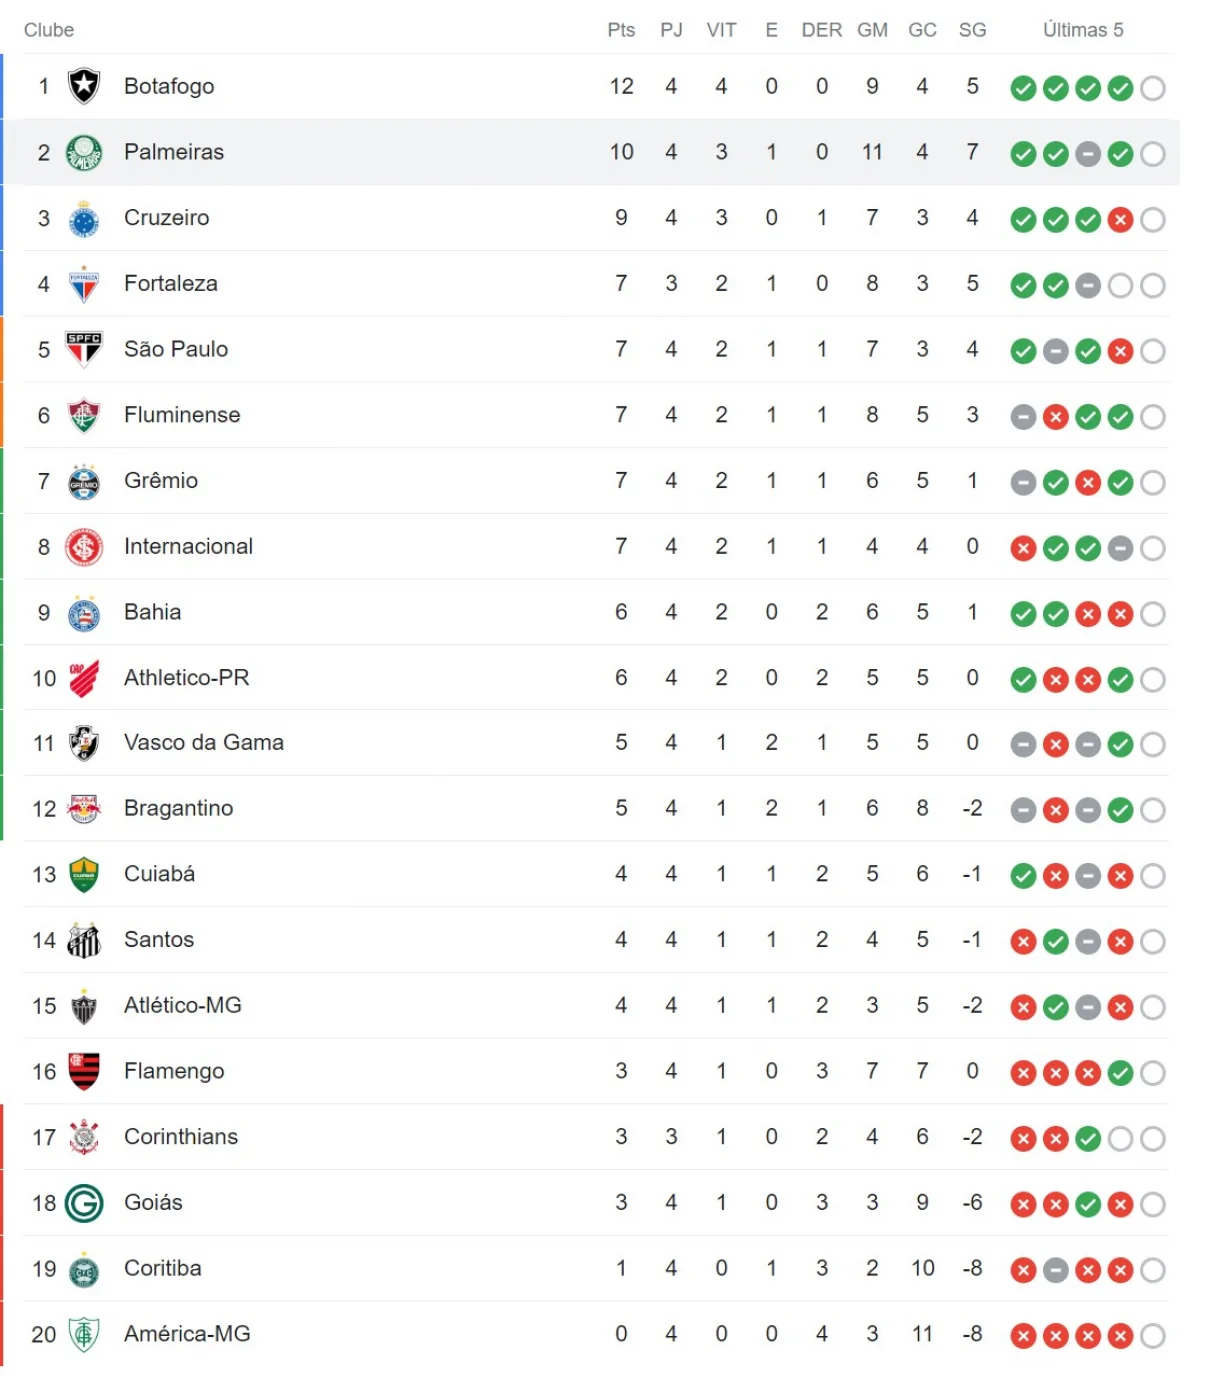 Clube Pts PJ VIT E DER GM GC SG Últimas 5
1 Botafogo 12 4 4 0 0 9 4 5
2 PALMEIRAS Palmeiras 10 4 3 1 0 11 4 7
3 Cruzeiro 9 4 3 0 1 7 3 4
4 FORTALEZA Fortaleza 7 3 2 1 0 8 3 5
5 SPFC São Paulo 7 4 2 1 1 7 3 4
6 Fluminense 7 4 2 1 1 8 5 3
7 GRÊMIO Grêmio 7 4 2 1 1 6 5 1
8 Internacional 7 4 2 1 1 4 4 0
9 Bahia 6 4 2 0 2 6 5 1
10 CAP Athletico-PR 6 4 2 0 2 5 5 0
11 Vasco da Gama 5 4 1 2 1 5 5 0
12 Red Bull Bragantino 5 4 1 2 1 6 8 -2
13 CUIABÁ Cuiabá 4 4 1 1 2 5 6 -1
14 Santos 4 4 1 1 2 4 5 -1
15 CAM Atlético-MG 4 4 1 1 2 3 5 -2
16 Flamengo 3 4 1 0 3 7 7 0
17 Corinthians 3 3 1 0 2 4 6 -2
18 G Goiás 3 4 1 0 3 3 9 -6
19 CFC Coritiba 1 4 0 1 3 2 10 -8
20 América-MG 0 4 0 0 4 3 11 -8